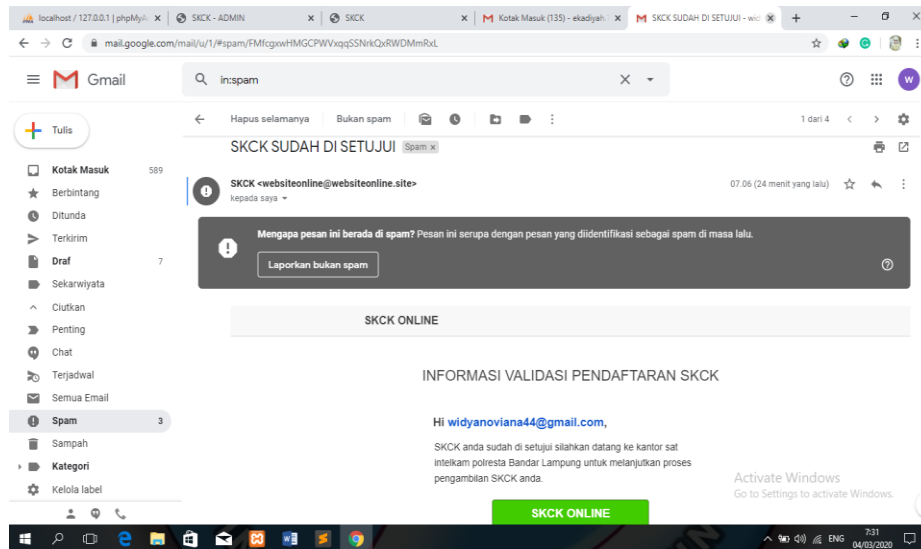 localhost / 127.0.0.1 | phpMyA
SKCK - ADMIN
SKCK
Kotak Masuk (135) - ekadiyah.
SKCK SUDAH DI SETUJUI - wid
mail.google.com/mail/u/1/#spam/FMfcgxwHMGCPWVxqqSSNrkQxRWDMmRxL
Gmail
in:spam
W
Tulis
Hapus selamanya
Bukan spam
1 dari 4
SKCK SUDAH DI SETUJUI Spam x
Kotak Masuk 589
Berbintang
Ditunda
Terkirim
Draf 7
Sekarwiyata
Ciutkan
Penting
Chat
Terjadwal
Semua Email
Spam 3
Sampah
Kategori
Kelola label
SKCK <websiteonline@websiteonline.site>
07.06 (24 menit yang lalu)
kepada saya
Mengapa pesan ini berada di spam? Pesan ini serupa dengan pesan yang diidentifikasi sebagai spam di masa lalu.
Laporkan bukan spam
SKCK ONLINE
INFORMASI VALIDASI PENDAFTARAN SKCK
Hi widyanoviana44@gmail.com,
SKCK anda sudah di setujui silahkan datang ke kantor sat
intelkam polresta Bandar Lampung untuk melanjutkan proses
pengambilan SKCK anda.
SKCK ONLINE
Activate Windows
Go to Settings to activate Windows.
ENG
7:31
04/03/2020